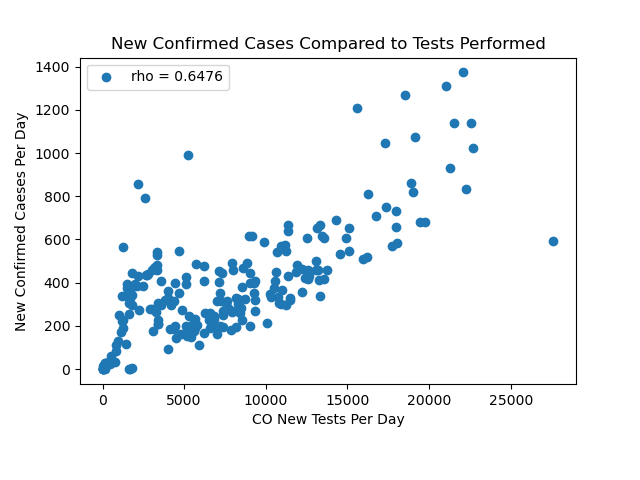 New Confirmed Cases Compared to Tests Performed
rho = 0.6476
1400
1200
1000
800
600
400
200
0
New Confirmed Caeses Per Day
0 5000 10000 15000 20000 25000
CO New Tests Per Day